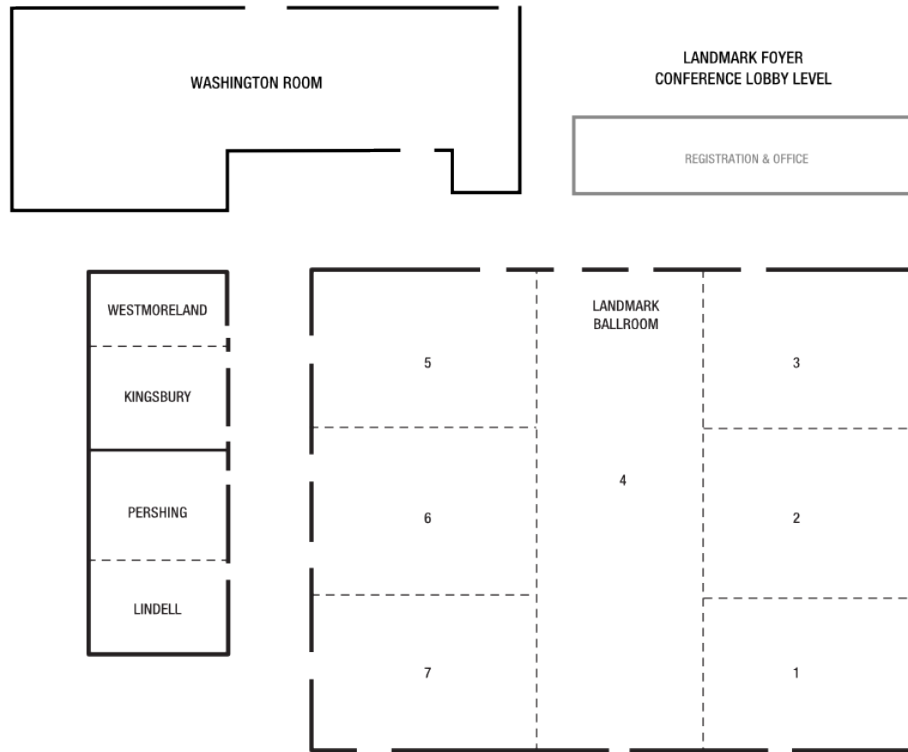 WASHINGTON ROOM
LANDMARK FOYER
CONFERENCE LOBBY LEVEL
REGISTRATION & OFFICE
WESTMORELAND
KINGSBURY
PERSHING
LINDELL
LANDMARK
BALLROOM
5
3
4
6
2
7
1